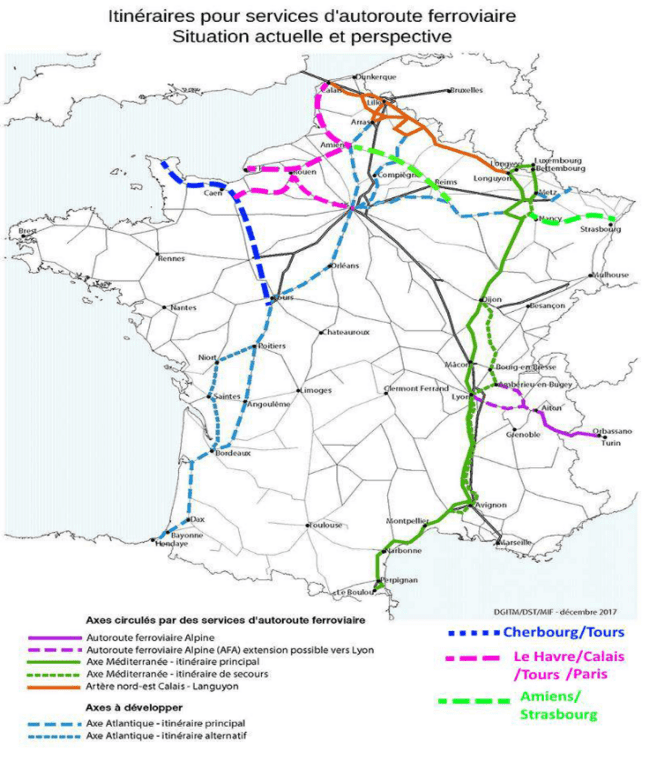 Itinéraires pour services d'autoroute ferroviaire
Situation actuelle et perspective
Dunkerque
Calais
Bruxelles
Lille
Arras
Amiens
Rouen
Compiègne
Reims
Longwy
Luxembourg
Bettembourg
Longuyon
Metz
Caen
Nancy
Strasbourg
Brest
Rennes
Orléans
Mulhouse
Tours
Dijon
Besançon
Nantes
Chateauroux
Poitiers
Niort
Mâcon
Bourg-en-Bresse
Ambérieu-en-Bugey
Limoges
Clermont Ferrand
Lyon
Saintes
Angoulême
Aiton
Grenoble
Orbassano
Turin
Bordeaux
Avignon
Dax
Toulouse
Montpellier
Bayonne
Hendaye
Narbonne
Marseille
Perpignan
Le Boulou
DGITM/DST/MIF - décembre 2017
Axes circulés par des services d'autoroute ferroviaire
Autoroute ferroviaire Alpine
Autoroute ferroviaire Alpine (AFA) extension possible vers Lyon
Axe Méditerranée - itinéraire principal
Axe Méditerranée - itinéraire de secours
Artère nord-est Calais - Languyon
Axes à développer
Axe Atlantique - itinéraire principal
Axe Atlantique - itinéraire alternatif
Cherbourg/Tours
Le Havre/Calais
/Tours /Paris
Amiens/
Strasbourg